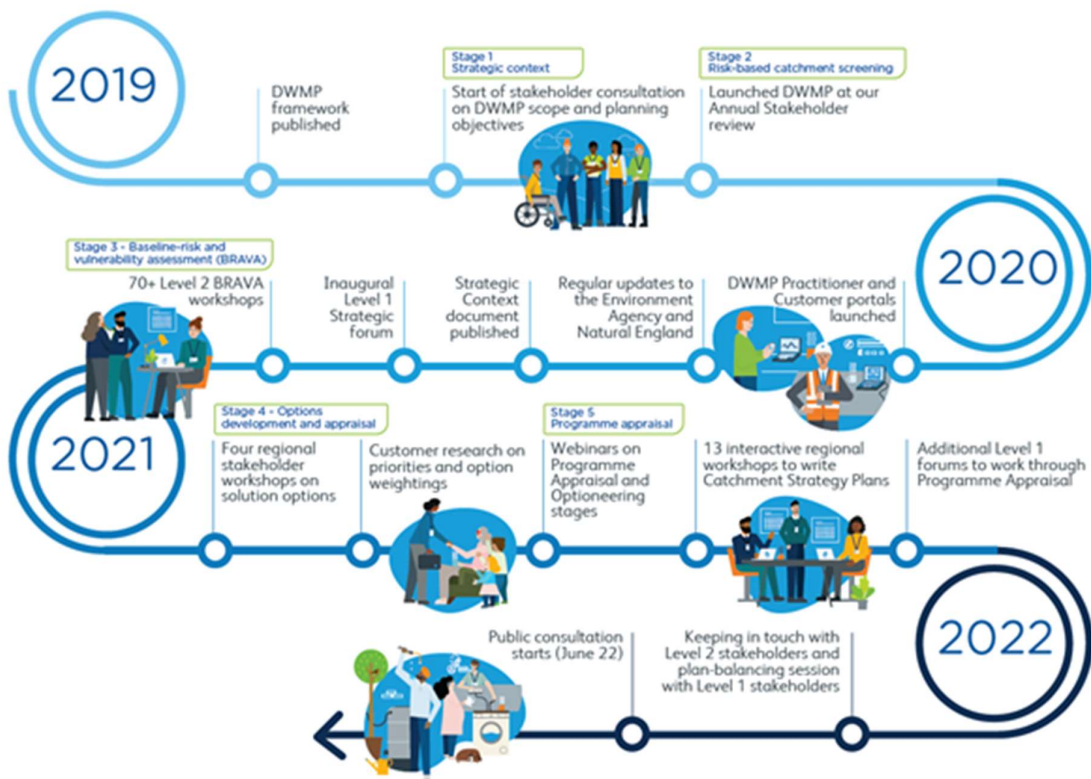 2019
DWMP
framework
published
Stage 1
Strategic context
Start of stakeholder consultation
on DWMP scope and planning
objectives
Stage 2
Risk-based catchment screening
Launched DWMP at our
Annual Stakeholder
review
2020
DWMP Practitioner and
Customer portals
launched
Regular updates to
the Environment
Agency and
Natural England
Strategic
Context
document
published
Inaugural
Level 1
Strategic
forum
Stage 3 - Baseline-risk and
vulnerability assessment (BRAVA)
70+ Level 2 BRAVA
workshops
2021
Stage 4 - Options
development and appraisal
Four regional
stakeholder
workshops on
solution options
Customer research on
priorities and option
weightings
Stage 5
Programme appraisal
Webinars on
Programme
Appraisal and
Optioneering
stages
13 interactive regional
workshops to write
Catchment Strategy Plans
Additional Level 1
forums to work through
Programme Appraisal
2022
Keeping in touch with
Level 2 stakeholders and
plan-balancing session
with Level 1 stakeholders
Public consultation
starts (June 22)